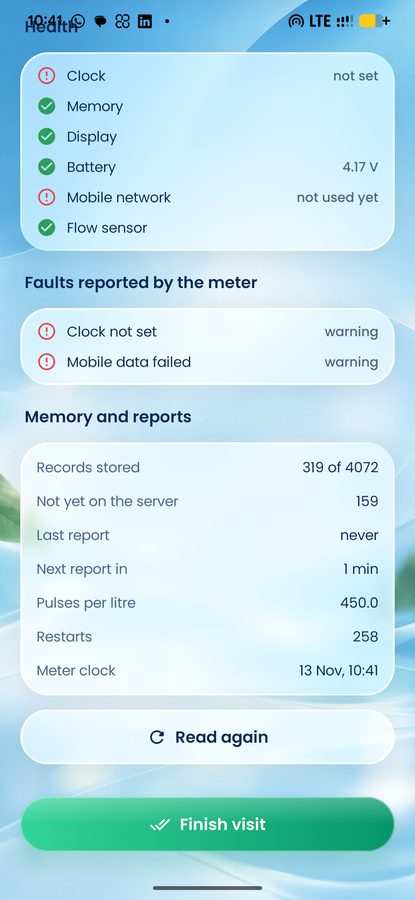 10:41
LTE
Health
Clock not set
Memory
Display
Battery 4.17 V
Mobile network not used yet
Flow sensor
Faults reported by the meter
Clock not set warning
Mobile data failed warning
Memory and reports
Records stored 319 of 4072
Not yet on the server 159
Last report never
Next report in 1 min
Pulses per litre 450.0
Restarts 258
Meter clock 13 Nov, 10:41
Read again
Finish visit